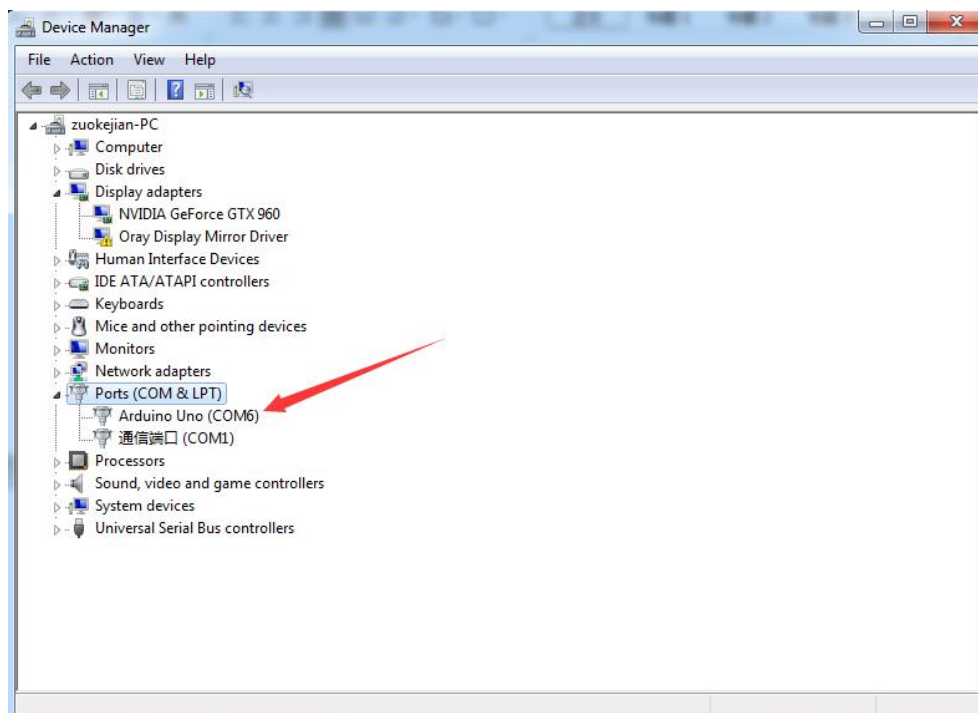 Device Manager
File Action View Help
zuokejian-PC
Computer
Disk drives
Display adapters
NVIDIA GeForce GTX 960
Oray Display Mirror Driver
Human Interface Devices
IDE ATA/ATAPI controllers
Keyboards
Mice and other pointing devices
Monitors
Network adapters
Ports (COM & LPT)
Arduino Uno (COM6)
通信端口 (COM1)
Processors
Sound, video and game controllers
System devices
Universal Serial Bus controllers